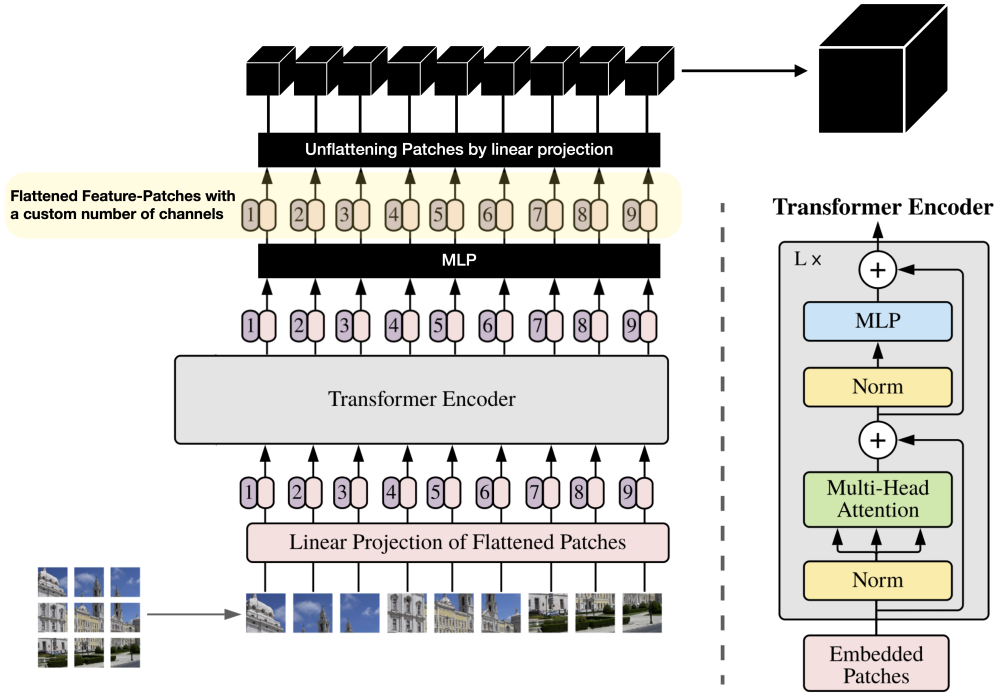 Unflattening Patches by linear projection
Flattened Feature-Patches with
a custom number of channels
1 2 3 4 5 6 7 8 9
MLP
1 2 3 4 5 6 7 8 9
Transformer Encoder
1 2 3 4 5 6 7 8 9
Linear Projection of Flattened Patches
Transformer Encoder
L x
+
MLP
Norm
+
Multi-Head
Attention
Norm
Embedded
Patches